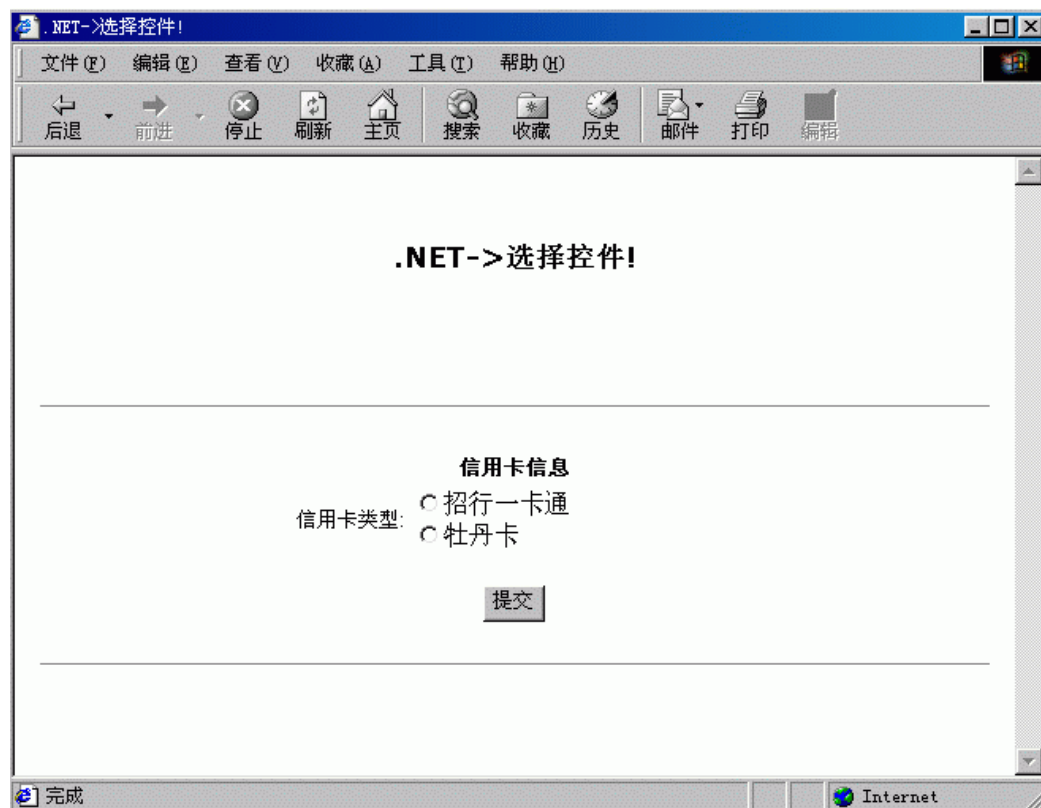 .NET->选择控件!
文件(F) 编辑(E) 查看(V) 收藏(A) 工具(T) 帮助(H)
后退 前进 停止 刷新 主页 搜索 收藏 历史 邮件 打印 编辑
.NET->选择控件!
信用卡信息
信用卡类型:
招行一卡通
牡丹卡
提交
完成 Internet